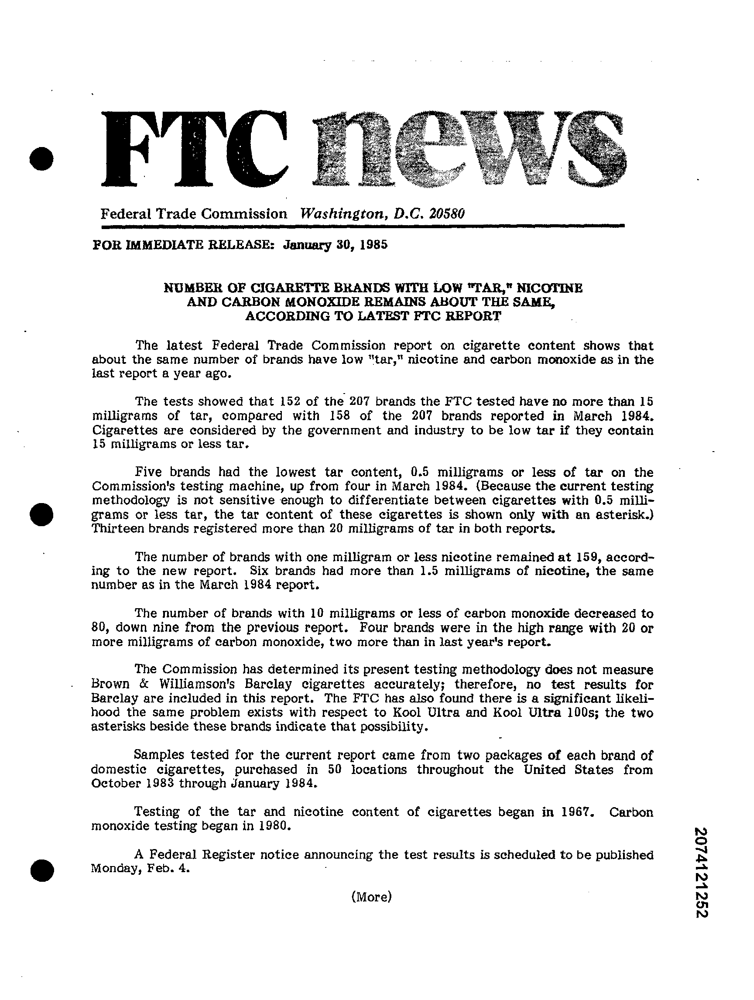 FTC news
Federal Trade Commission Washington, D.C. 20580
FOR IMMEDIATE RELEASE: January 30, 1985
NUMBER OF CIGARETTE BRANDS WITH LOW "TAR," NICOTINE
AND CARBON MONOXIDE REMAINS ABOUT THE SAME,
ACCORDING TO LATEST FTC REPORT
The latest Federal Trade Commission report on cigarette content shows that
about the same number of brands have low "tar," nicotine and carbon monoxide as in the
last report a year ago.
The tests showed that 152 of the 207 brands the FTC tested have no more than 15
milligrams of tar, compared with 158 of the 207 brands reported in March 1984.
Cigarettes are considered by the government and industry to be low tar if they contain
15 milligrams or less tar.
Five brands had the lowest tar content, 0.5 milligrams or less of tar on the
Commission's testing machine, up from four in March 1984. (Because the current testing
methodology is not sensitive enough to differentiate between cigarettes with 0.5 milli-
grams or less tar, the tar content of these cigarettes is shown only with an asterisk.)
Thirteen brands registered more than 20 milligrams of tar in both reports.
The number of brands with one milligram or less nicotine remained at 159, accord-
ing to the new report. Six brands had more than 1.5 milligrams of nicotine, the same
number as in the March 1984 report.
The number of brands with 10 milligrams or less of carbon monoxide decreased to
80, down nine from the previous report. Four brands were in the high range with 20 or
more milligrams of carbon monoxide, two more than in last year's report.
The Commission has determined its present testing methodology does not measure
Brown & Williamson's Barclay cigarettes accurately; therefore, no test results for
Barclay are included in this report. The FTC has also found there is a significant likeli-
hood the same problem exists with respect to Kool Ultra and Kool Ultra 100s; the two
asterisks beside these brands indicate that possibility.
Samples tested for the current report came from two packages of each brand of
domestic cigarettes, purchased in 50 locations throughout the United States from
October 1983 through January 1984.
Testing of the tar and nicotine content of cigarettes began in 1967. Carbon
monoxide testing began in 1980.
A Federal Register notice announcing the test results is scheduled to be published
Monday, Feb. 4.
(More)
2074121252